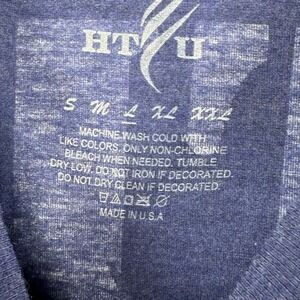 HT U
S M L XL XXL
MACHINE WASH COLD WITH
LIKE COLORS. ONLY NON-CHLORINE
BLEACH WHEN NEEDED. TUMBLE
DRY LOW. DO NOT IRON IF DECORATED.
DO NOT DRY CLEAN IF DECORATED.
MADE IN U.S.A